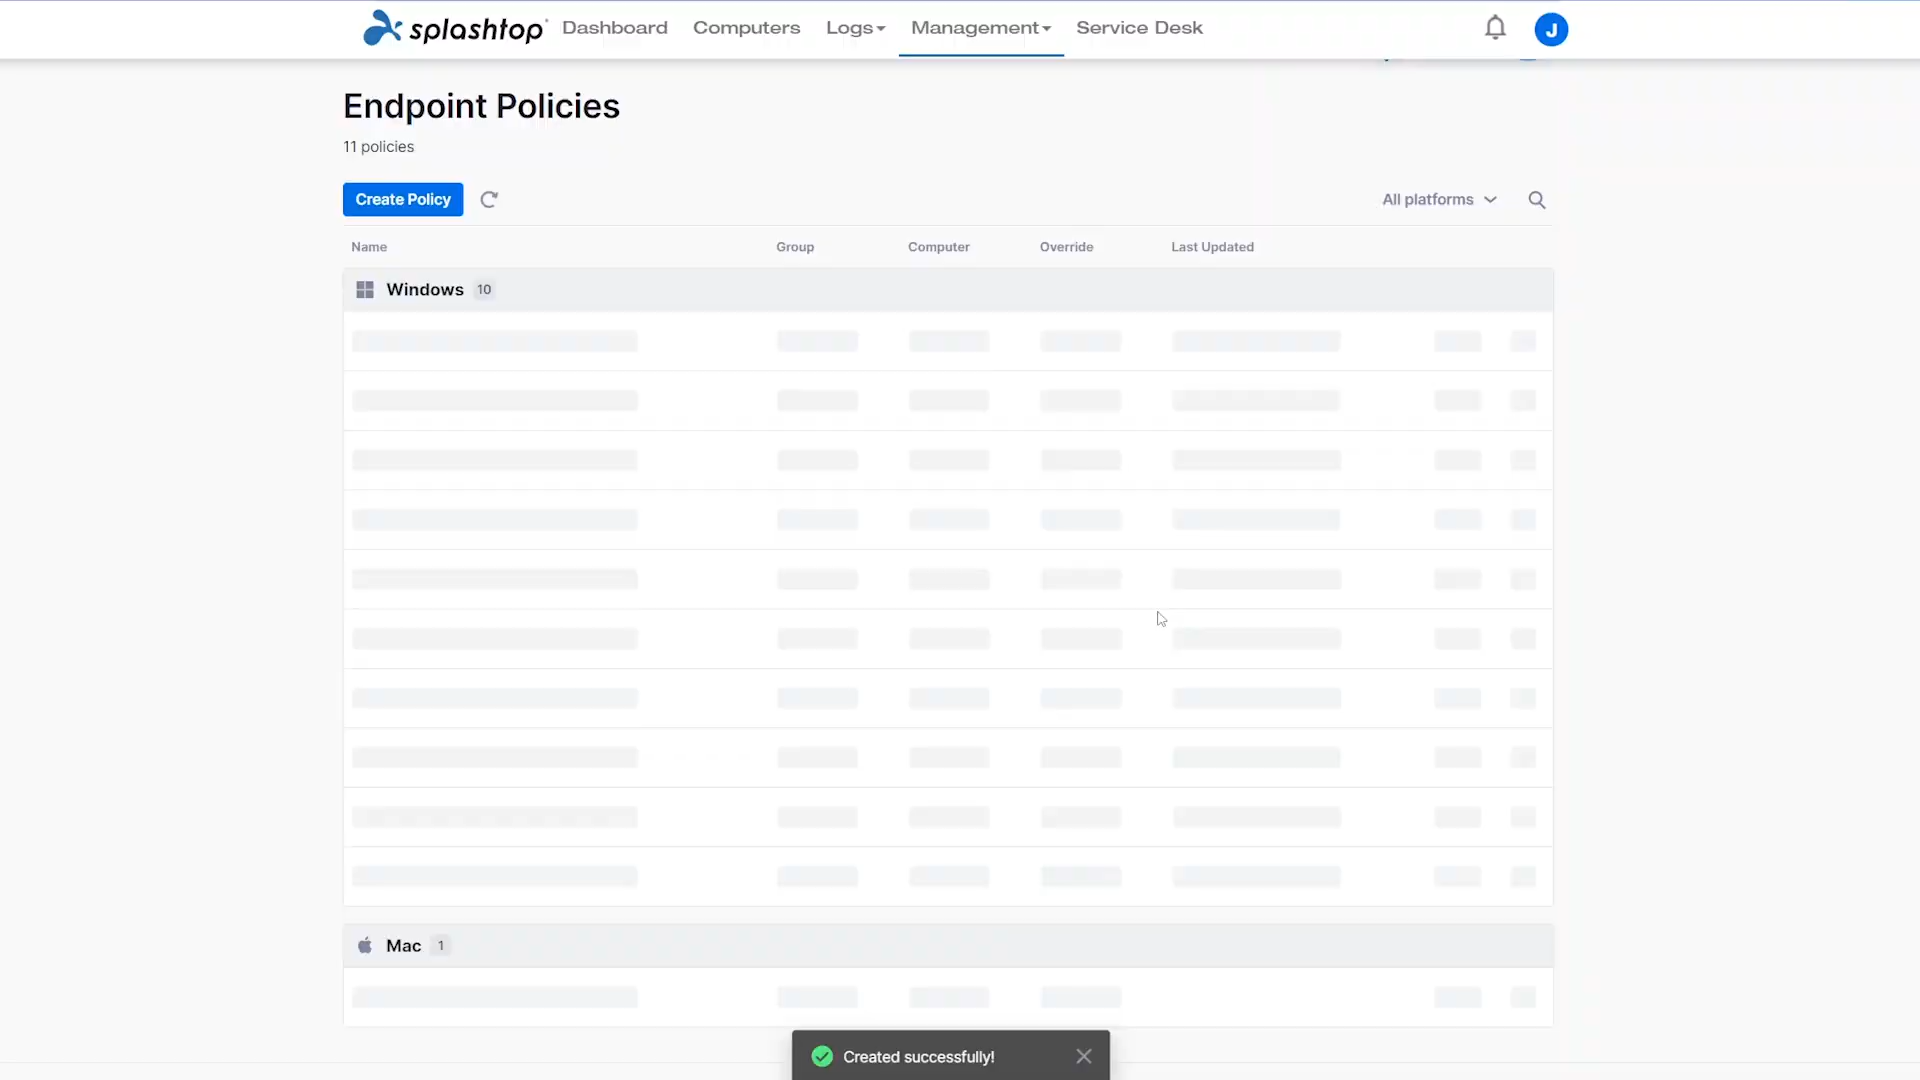 splashtop Dashboard Computers Logs Management Service Desk J
Endpoint Policies
11 policies
Create Policy All platforms
Name Group Computer Override Last Updated
Windows 10
Mac 1
Created successfully!